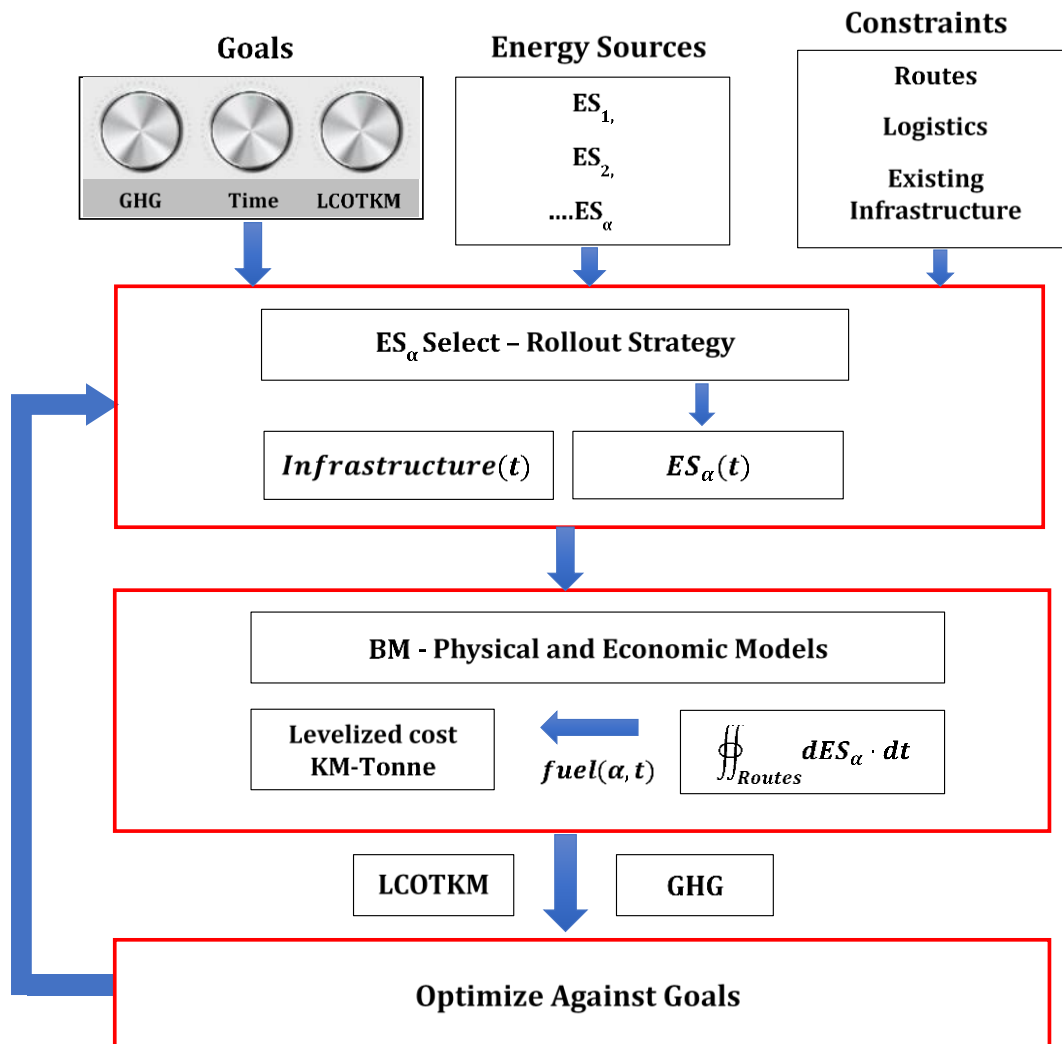 Goals
GHG Time LCOTKM
Energy Sources
ES1,
ES2,
....ESα
Constraints
Routes
Logistics
Existing
Infrastructure
ESα Select – Rollout Strategy
Infrastructure(t)
ESα(t)
BM - Physical and Economic Models
Levelized cost
KM-Tonne
fuel(α, t)
∯Routes dESα · dt
LCOTKM
GHG
Optimize Against Goals